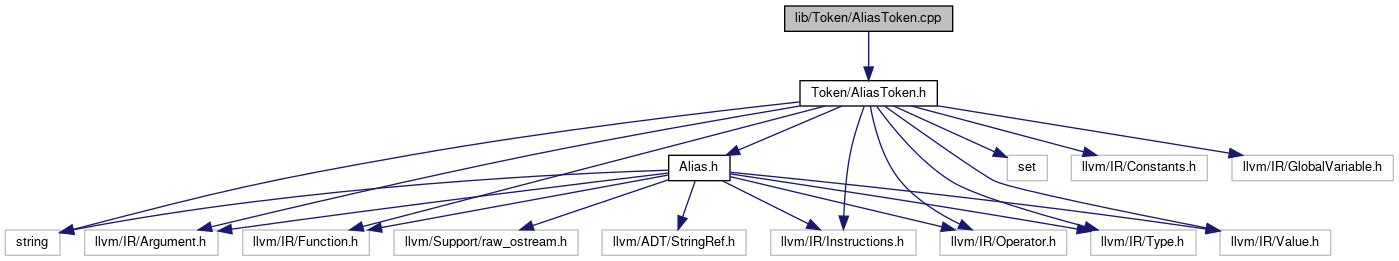 lib/Token/AliasToken.cpp
Token/AliasToken.h
Alias.h
set
llvm/IR/Constants.h
llvm/IR/GlobalVariable.h
string
llvm/IR/Argument.h
llvm/IR/Function.h
llvm/Support/raw_ostream.h
llvm/ADT/StringRef.h
llvm/IR/Instructions.h
llvm/IR/Operator.h
llvm/IR/Type.h
llvm/IR/Value.h